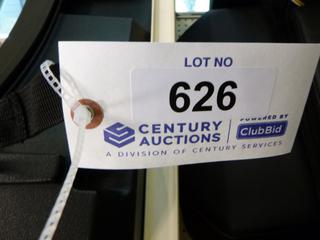 LOT NO
626
CENTURY
AUCTIONS
POWERED BY
ClubBid
A DIVISION OF CENTURY SERVICES